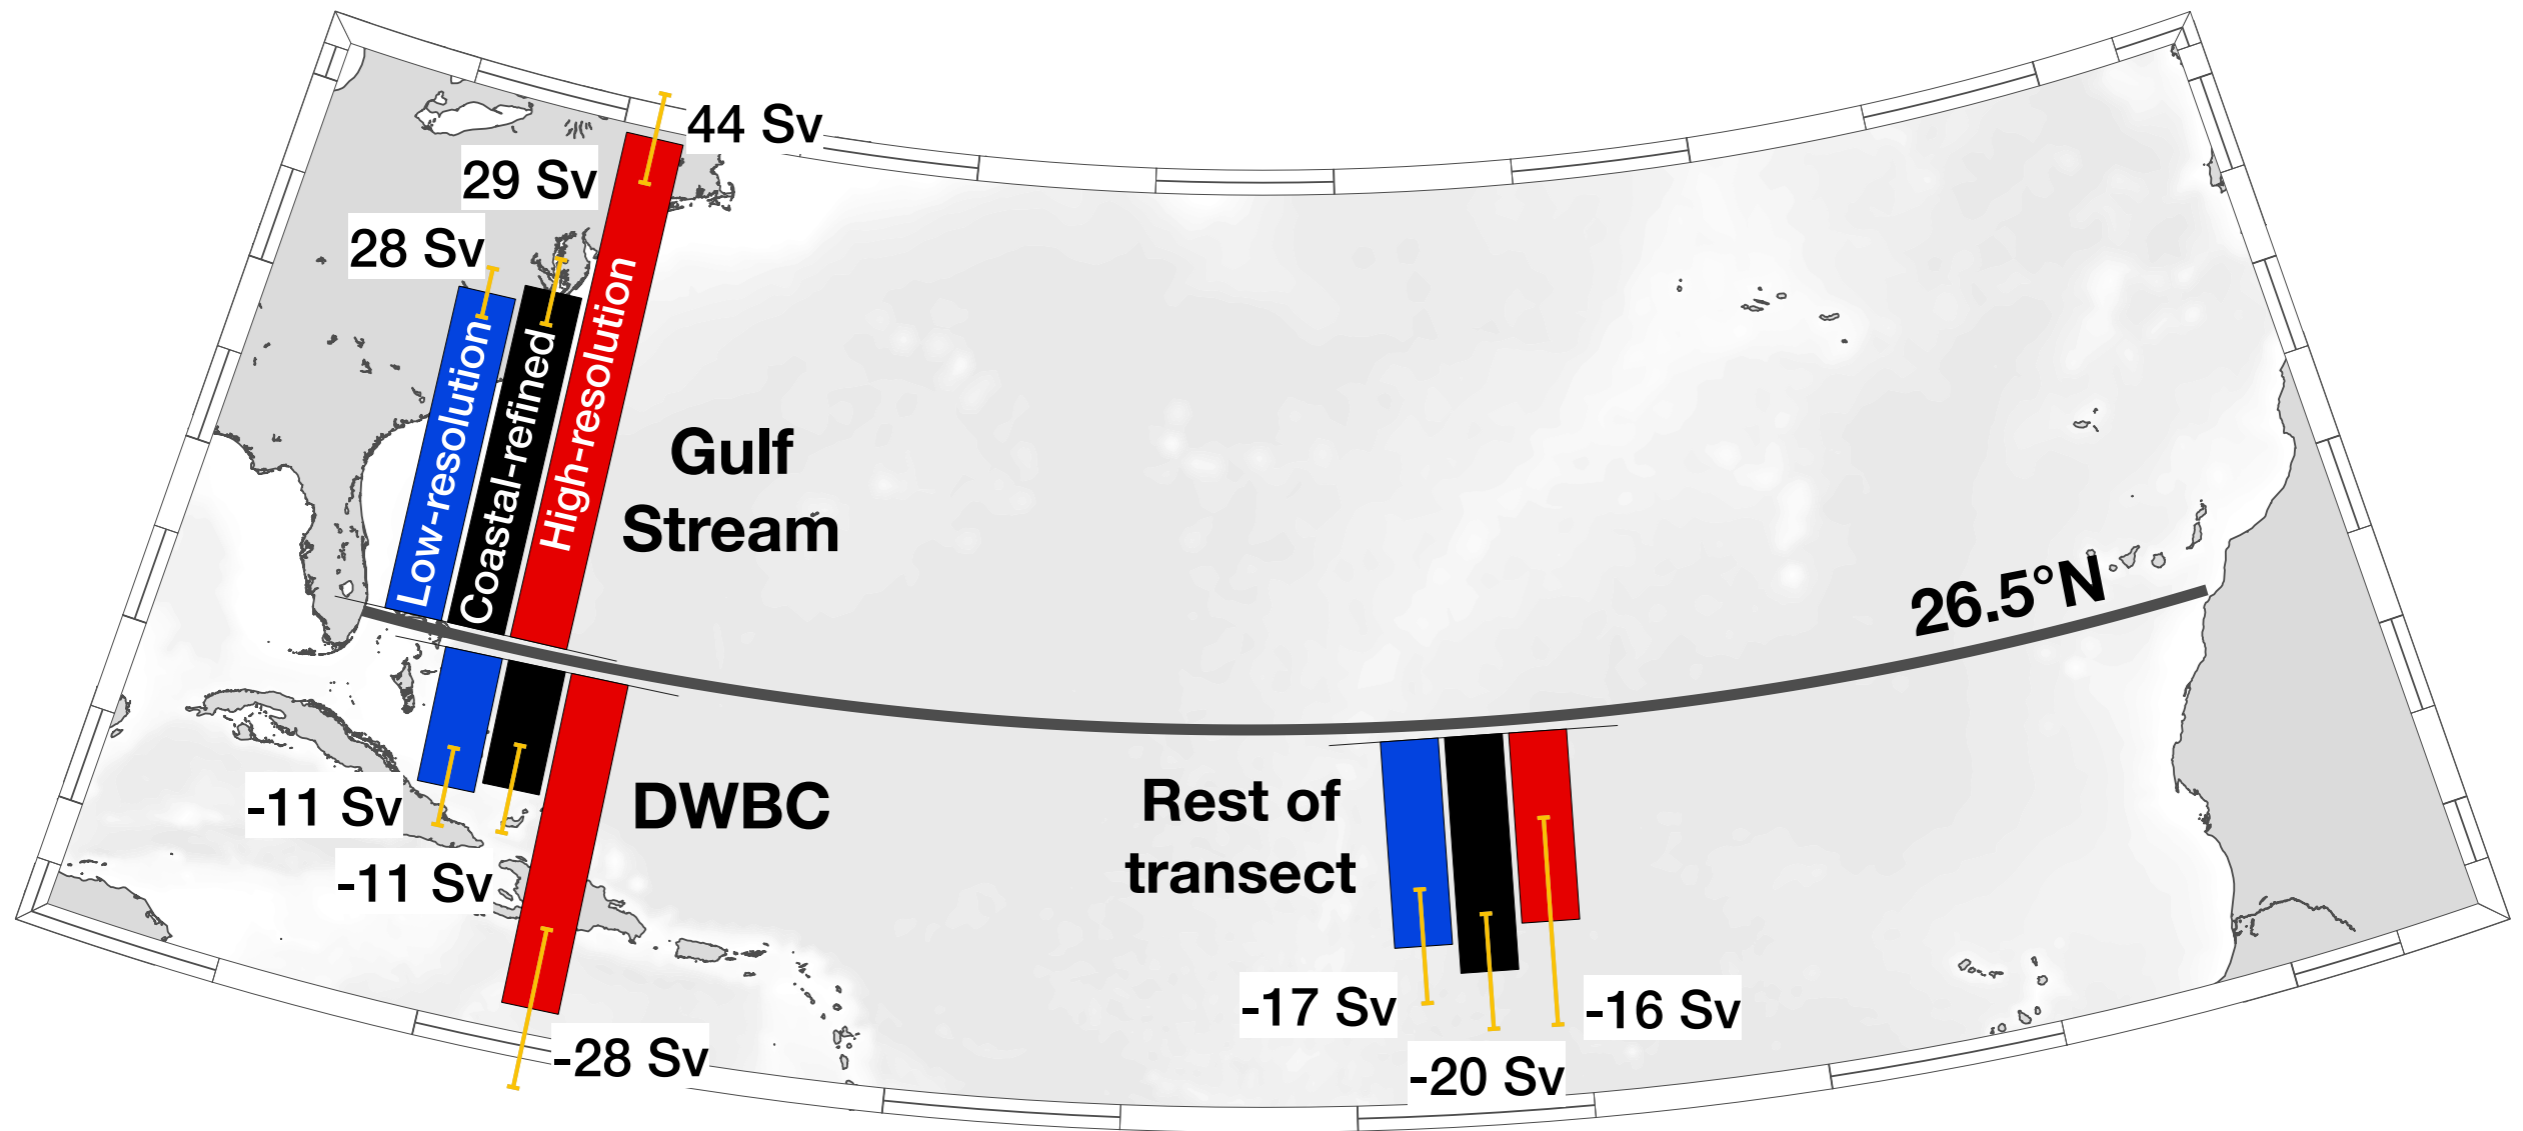 44 Sv
29 Sv
28 Sv
Low-resolution
Coastal-refined
High-resolution
Gulf
Stream
26.5°N
DWBC
-11 Sv
-11 Sv
-28 Sv
Rest of
transect
-17 Sv
-20 Sv
-16 Sv